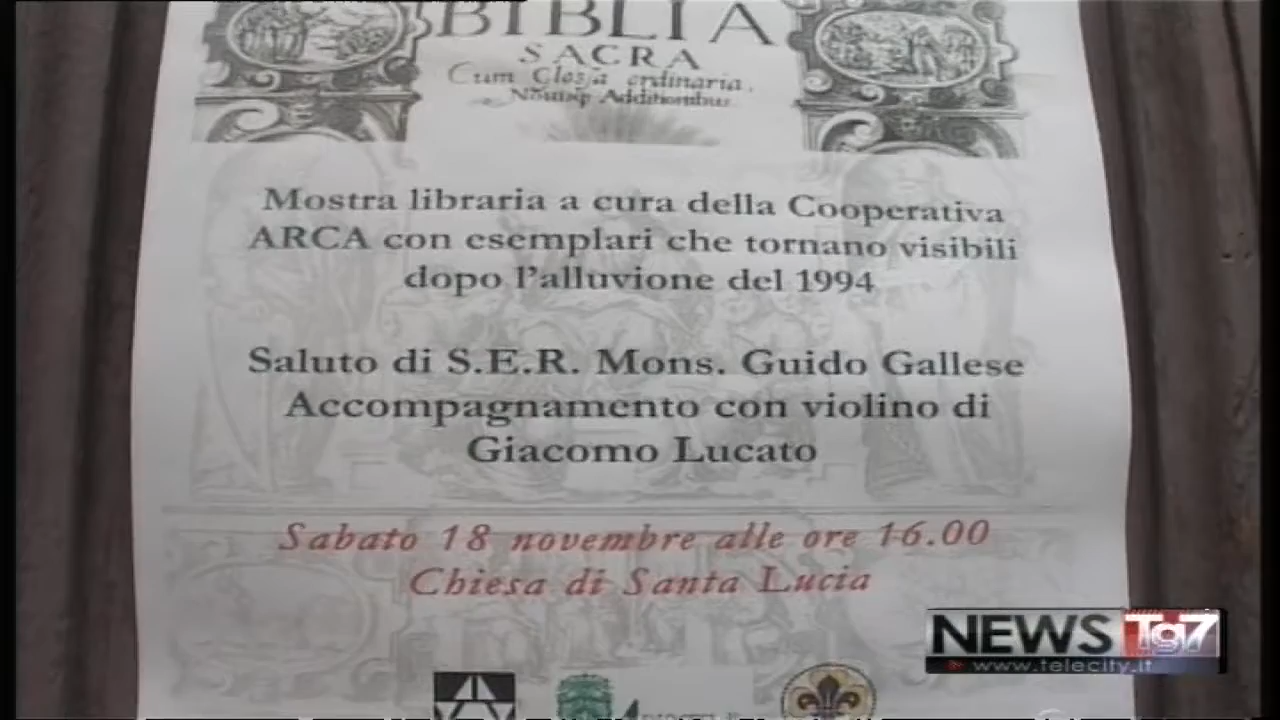 BIBLIA
SACRA
Cum Glossa ordinaria,
Additionibus
Mostra libraria a cura della Cooperativa
ARCA con esemplari che tornano visibili
dopo l'alluvione del 1994
Saluto di S.E.R. Mons. Guido Gallese
Accompagnamento con violino di
Giacomo Lucato
Sabato 18 novembre alle ore 16.00
Chiesa di Santa Lucia
NEWS Tg7
www.telecity.it